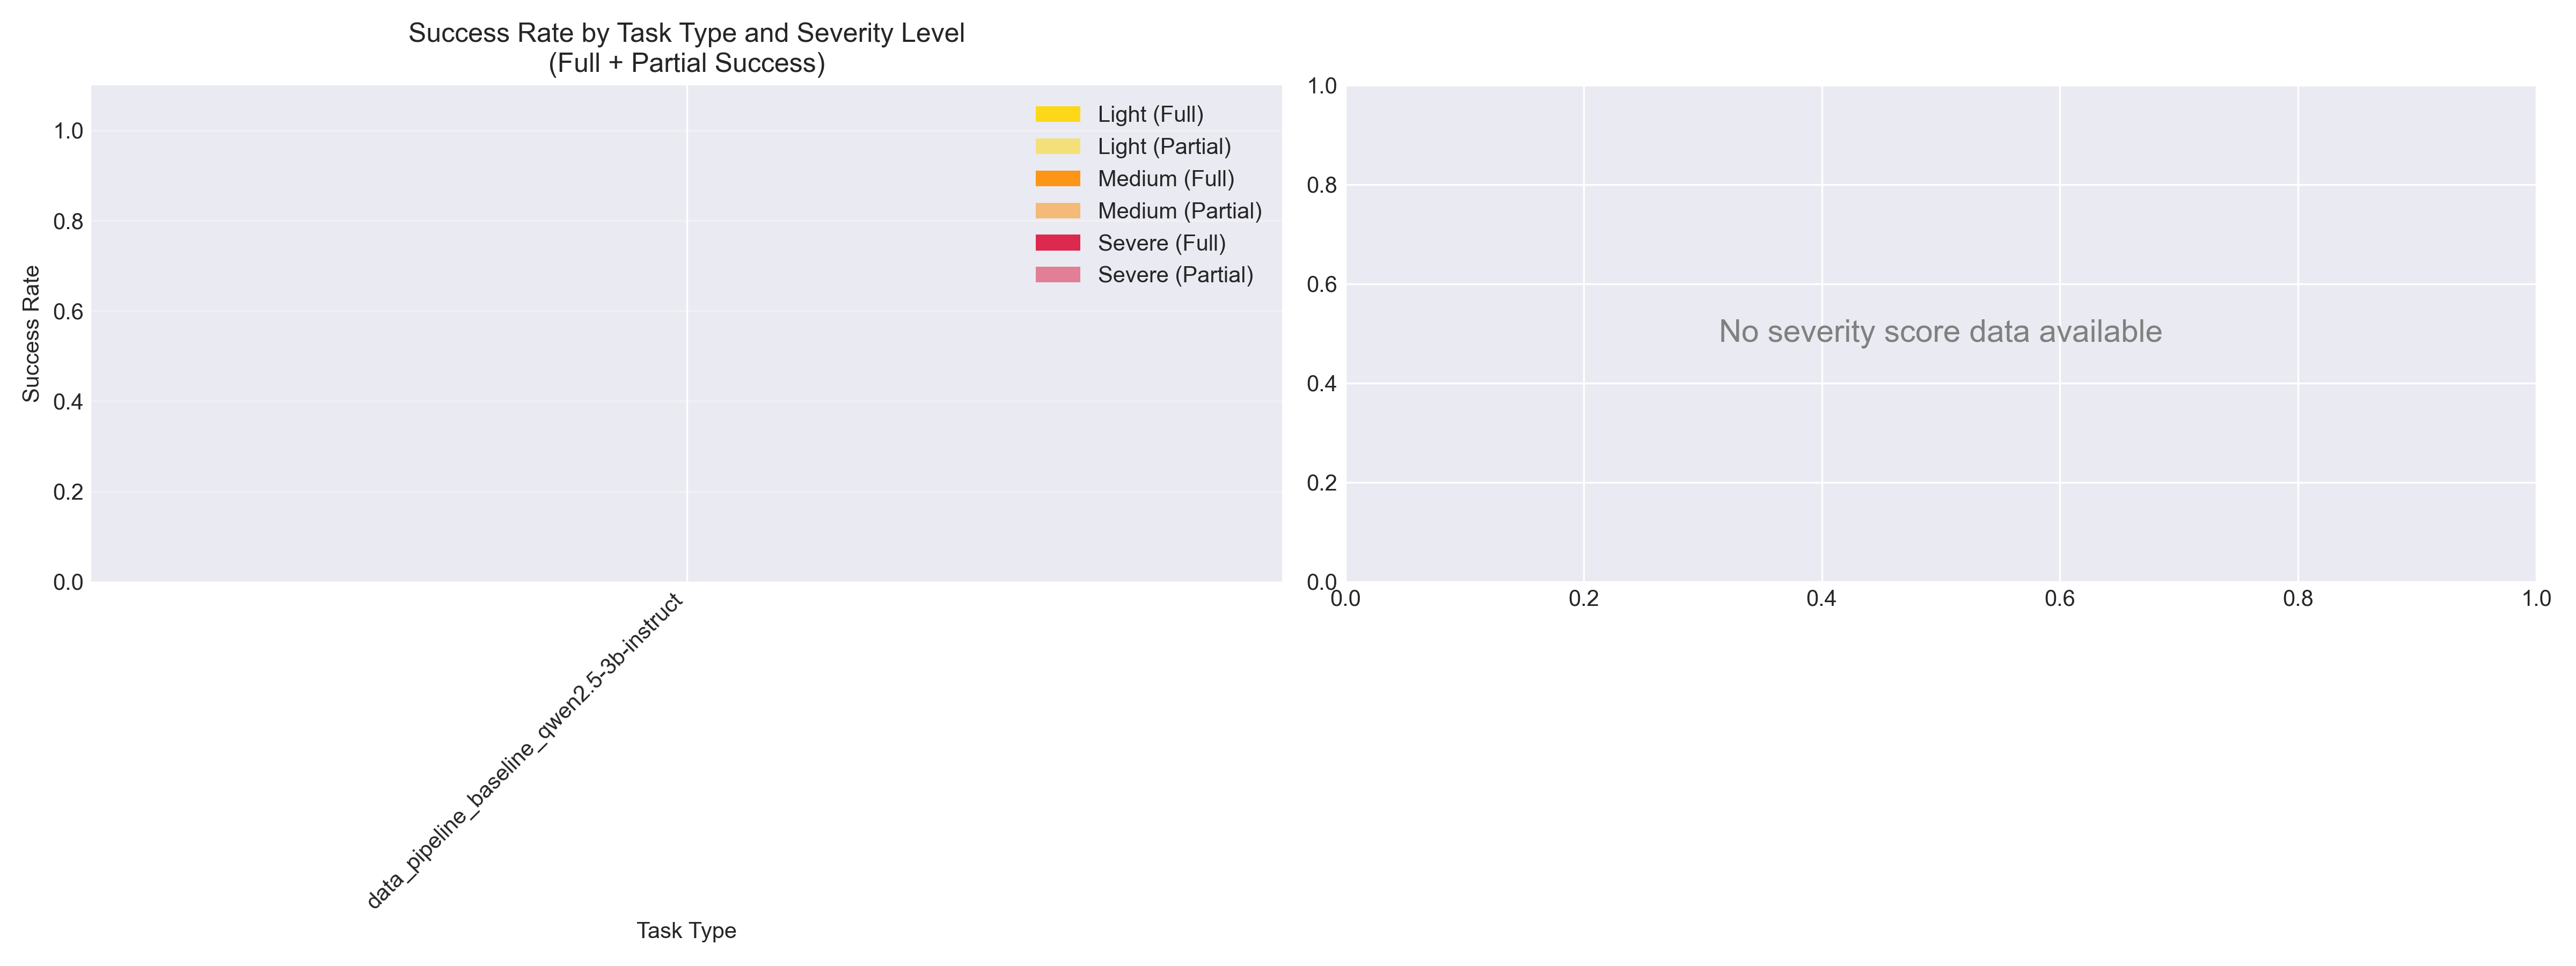 Success Rate by Task Type and Severity Level
(Full + Partial Success)
Success Rate
1.0
0.8
0.6
0.4
0.2
0.0
Light (Full)
Light (Partial)
Medium (Full)
Medium (Partial)
Severe (Full)
Severe (Partial)
data_pipeline_baseline_qwen2.5-3b-instruct
Task Type
1.0
0.8
0.6
0.4
0.2
0.0
No severity score data available
0.0
0.2
0.4
0.6
0.8
1.0